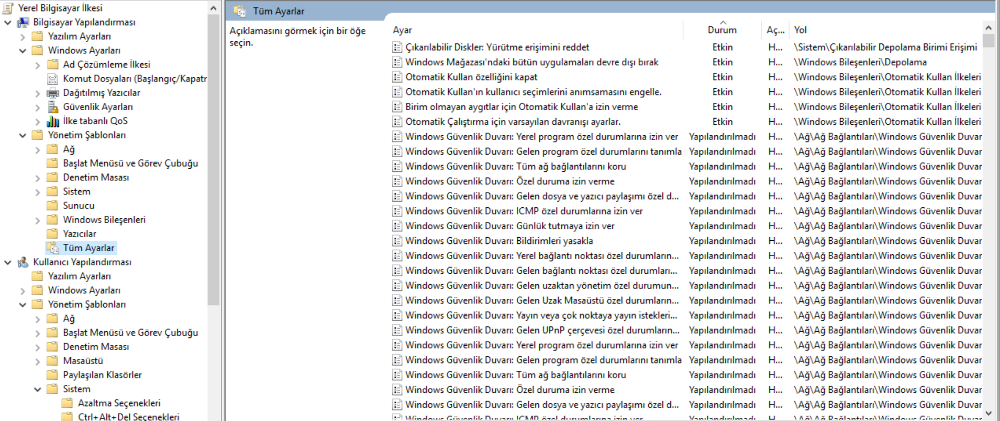 Yerel Bilgisayar İlkesi
Bilgisayar Yapılandırması
Yazılım Ayarları
Windows Ayarları
Ad Çözümleme İlkesi
Komut Dosyaları (Başlangıç/Kapatr
Dağıtılmış Yazıcılar
Güvenlik Ayarları
İlke tabanlı QoS
Yönetim Şablonları
Ağ
Başlat Menüsü ve Görev Çubuğu
Denetim Masası
Sistem
Sunucu
Windows Bileşenleri
Yazıcılar
Tüm Ayarlar
Kullanıcı Yapılandırması
Yazılım Ayarları
Windows Ayarları
Yönetim Şablonları
Ağ
Başlat Menüsü ve Görev Çubuğu
Denetim Masası
Masaüstü
Paylaşılan Klasörler
Sistem
Azaltma Seçenekleri
Ctrl+Alt+Del Seçenekleri
Tüm Ayarlar
Açıklamasını görmek için bir öğe
seçin.
Ayar Durum Aç... Yol
Çıkarılabilir Diskler: Yürütme erişimini reddet Etkin H... \Sistem\Çıkarılabilir Depolama Birimi Erişimi
Windows Mağazası'ndaki bütün uygulamaları devre dışı bırak Etkin H... \Windows Bileşenleri\Depolama
Otomatik Kullan özelliğini kapat Etkin H... \Windows Bileşenleri\Otomatik Kullan İlkeleri
Otomatik Kullan'ın kullanıcı seçimlerini anımsamasını engelle. Etkin H... \Windows Bileşenleri\Otomatik Kullan İlkeleri
Birim olmayan aygıtlar için Otomatik Kullan'a izin verme Etkin H... \Windows Bileşenleri\Otomatik Kullan İlkeleri
Otomatik Çalıştırma için varsayılan davranışı ayarlar. Etkin H... \Windows Bileşenleri\Otomatik Kullan İlkeleri
Windows Güvenlik Duvarı: Yerel program özel durumlarına izin ver Yapılandırılmadı H... \Ağ\Ağ Bağlantıları\Windows Güvenlik Duvar
Windows Güvenlik Duvarı: Gelen program özel durumlarını tanımla Yapılandırılmadı H... \Ağ\Ağ Bağlantıları\Windows Güvenlik Duvar
Windows Güvenlik Duvarı: Tüm ağ bağlantılarını koru Yapılandırılmadı H... \Ağ\Ağ Bağlantıları\Windows Güvenlik Duvar
Windows Güvenlik Duvarı: Özel duruma izin verme Yapılandırılmadı H... \Ağ\Ağ Bağlantıları\Windows Güvenlik Duvar
Windows Güvenlik Duvarı: Gelen dosya ve yazıcı paylaşımı özel d... Yapılandırılmadı H... \Ağ\Ağ Bağlantıları\Windows Güvenlik Duvar
Windows Güvenlik Duvarı: ICMP özel durumlarına izin ver Yapılandırılmadı H... \Ağ\Ağ Bağlantıları\Windows Güvenlik Duvar
Windows Güvenlik Duvarı: Günlük tutmaya izin ver Yapılandırılmadı H... \Ağ\Ağ Bağlantıları\Windows Güvenlik Duvar
Windows Güvenlik Duvarı: Bildirimleri yasakla Yapılandırılmadı H... \Ağ\Ağ Bağlantıları\Windows Güvenlik Duvar
Windows Güvenlik Duvarı: Yerel bağlantı noktası özel durumların... Yapılandırılmadı H... \Ağ\Ağ Bağlantıları\Windows Güvenlik Duvar
Windows Güvenlik Duvarı: Gelen bağlantı noktası özel durumları... Yapılandırılmadı H... \Ağ\Ağ Bağlantıları\Windows Güvenlik Duvar
Windows Güvenlik Duvarı: Gelen uzaktan yönetim özel durumun... Yapılandırılmadı H... \Ağ\Ağ Bağlantıları\Windows Güvenlik Duvar
Windows Güvenlik Duvarı: Gelen Uzak Masaüstü özel durumların... Yapılandırılmadı H... \Ağ\Ağ Bağlantıları\Windows Güvenlik Duvar
Windows Güvenlik Duvarı: Yayın veya çok noktaya yayın istekleri... Yapılandırılmadı H... \Ağ\Ağ Bağlantıları\Windows Güvenlik Duvar
Windows Güvenlik Duvarı: Gelen UPnP çerçevesi özel durumların... Yapılandırılmadı H... \Ağ\Ağ Bağlantıları\Windows Güvenlik Duvar
Windows Güvenlik Duvarı: Yerel program özel durumlarına izin ver Yapılandırılmadı H... \Ağ\Ağ Bağlantıları\Windows Güvenlik Duvar
Windows Güvenlik Duvarı: Gelen program özel durumlarını tanımla Yapılandırılmadı H... \Ağ\Ağ Bağlantıları\Windows Güvenlik Duvar
Windows Güvenlik Duvarı: Tüm ağ bağlantılarını koru Yapılandırılmadı H... \Ağ\Ağ Bağlantıları\Windows Güvenlik Duvar
Windows Güvenlik Duvarı: Özel duruma izin verme Yapılandırılmadı H... \Ağ\Ağ Bağlantıları\Windows Güvenlik Duvar
Windows Güvenlik Duvarı: Gelen dosya ve yazıcı paylaşımı özel d... Yapılandırılmadı H... \Ağ\Ağ Bağlantıları\Windows Güvenlik Duvar
Windows Güvenlik Duvarı: ICMP özel durumlarına izin ver Yapılandırılmadı H... \Ağ\Ağ Bağlantıları\Windows Güvenlik Duvar